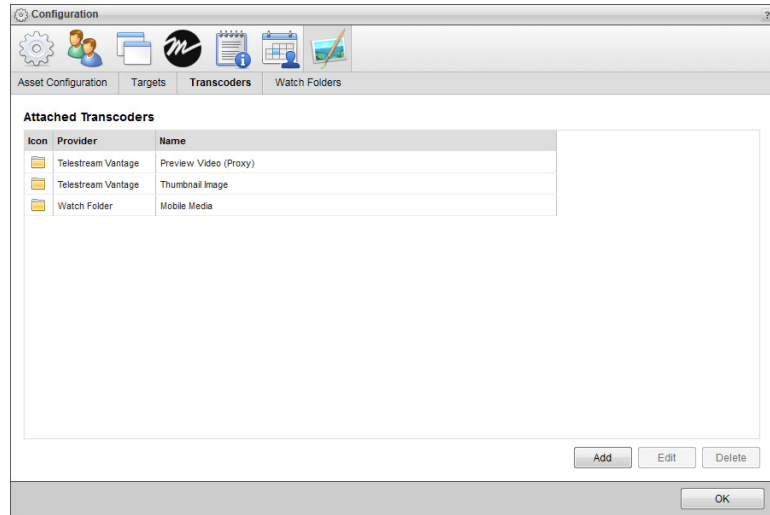 Configuration ?
Asset Configuration Targets Transcoders Watch Folders
Attached Transcoders
Icon Provider Name
Telestream Vantage Preview Video (Proxy)
Telestream Vantage Thumbnail Image
Watch Folder Mobile Media
Add Edit Delete
OK